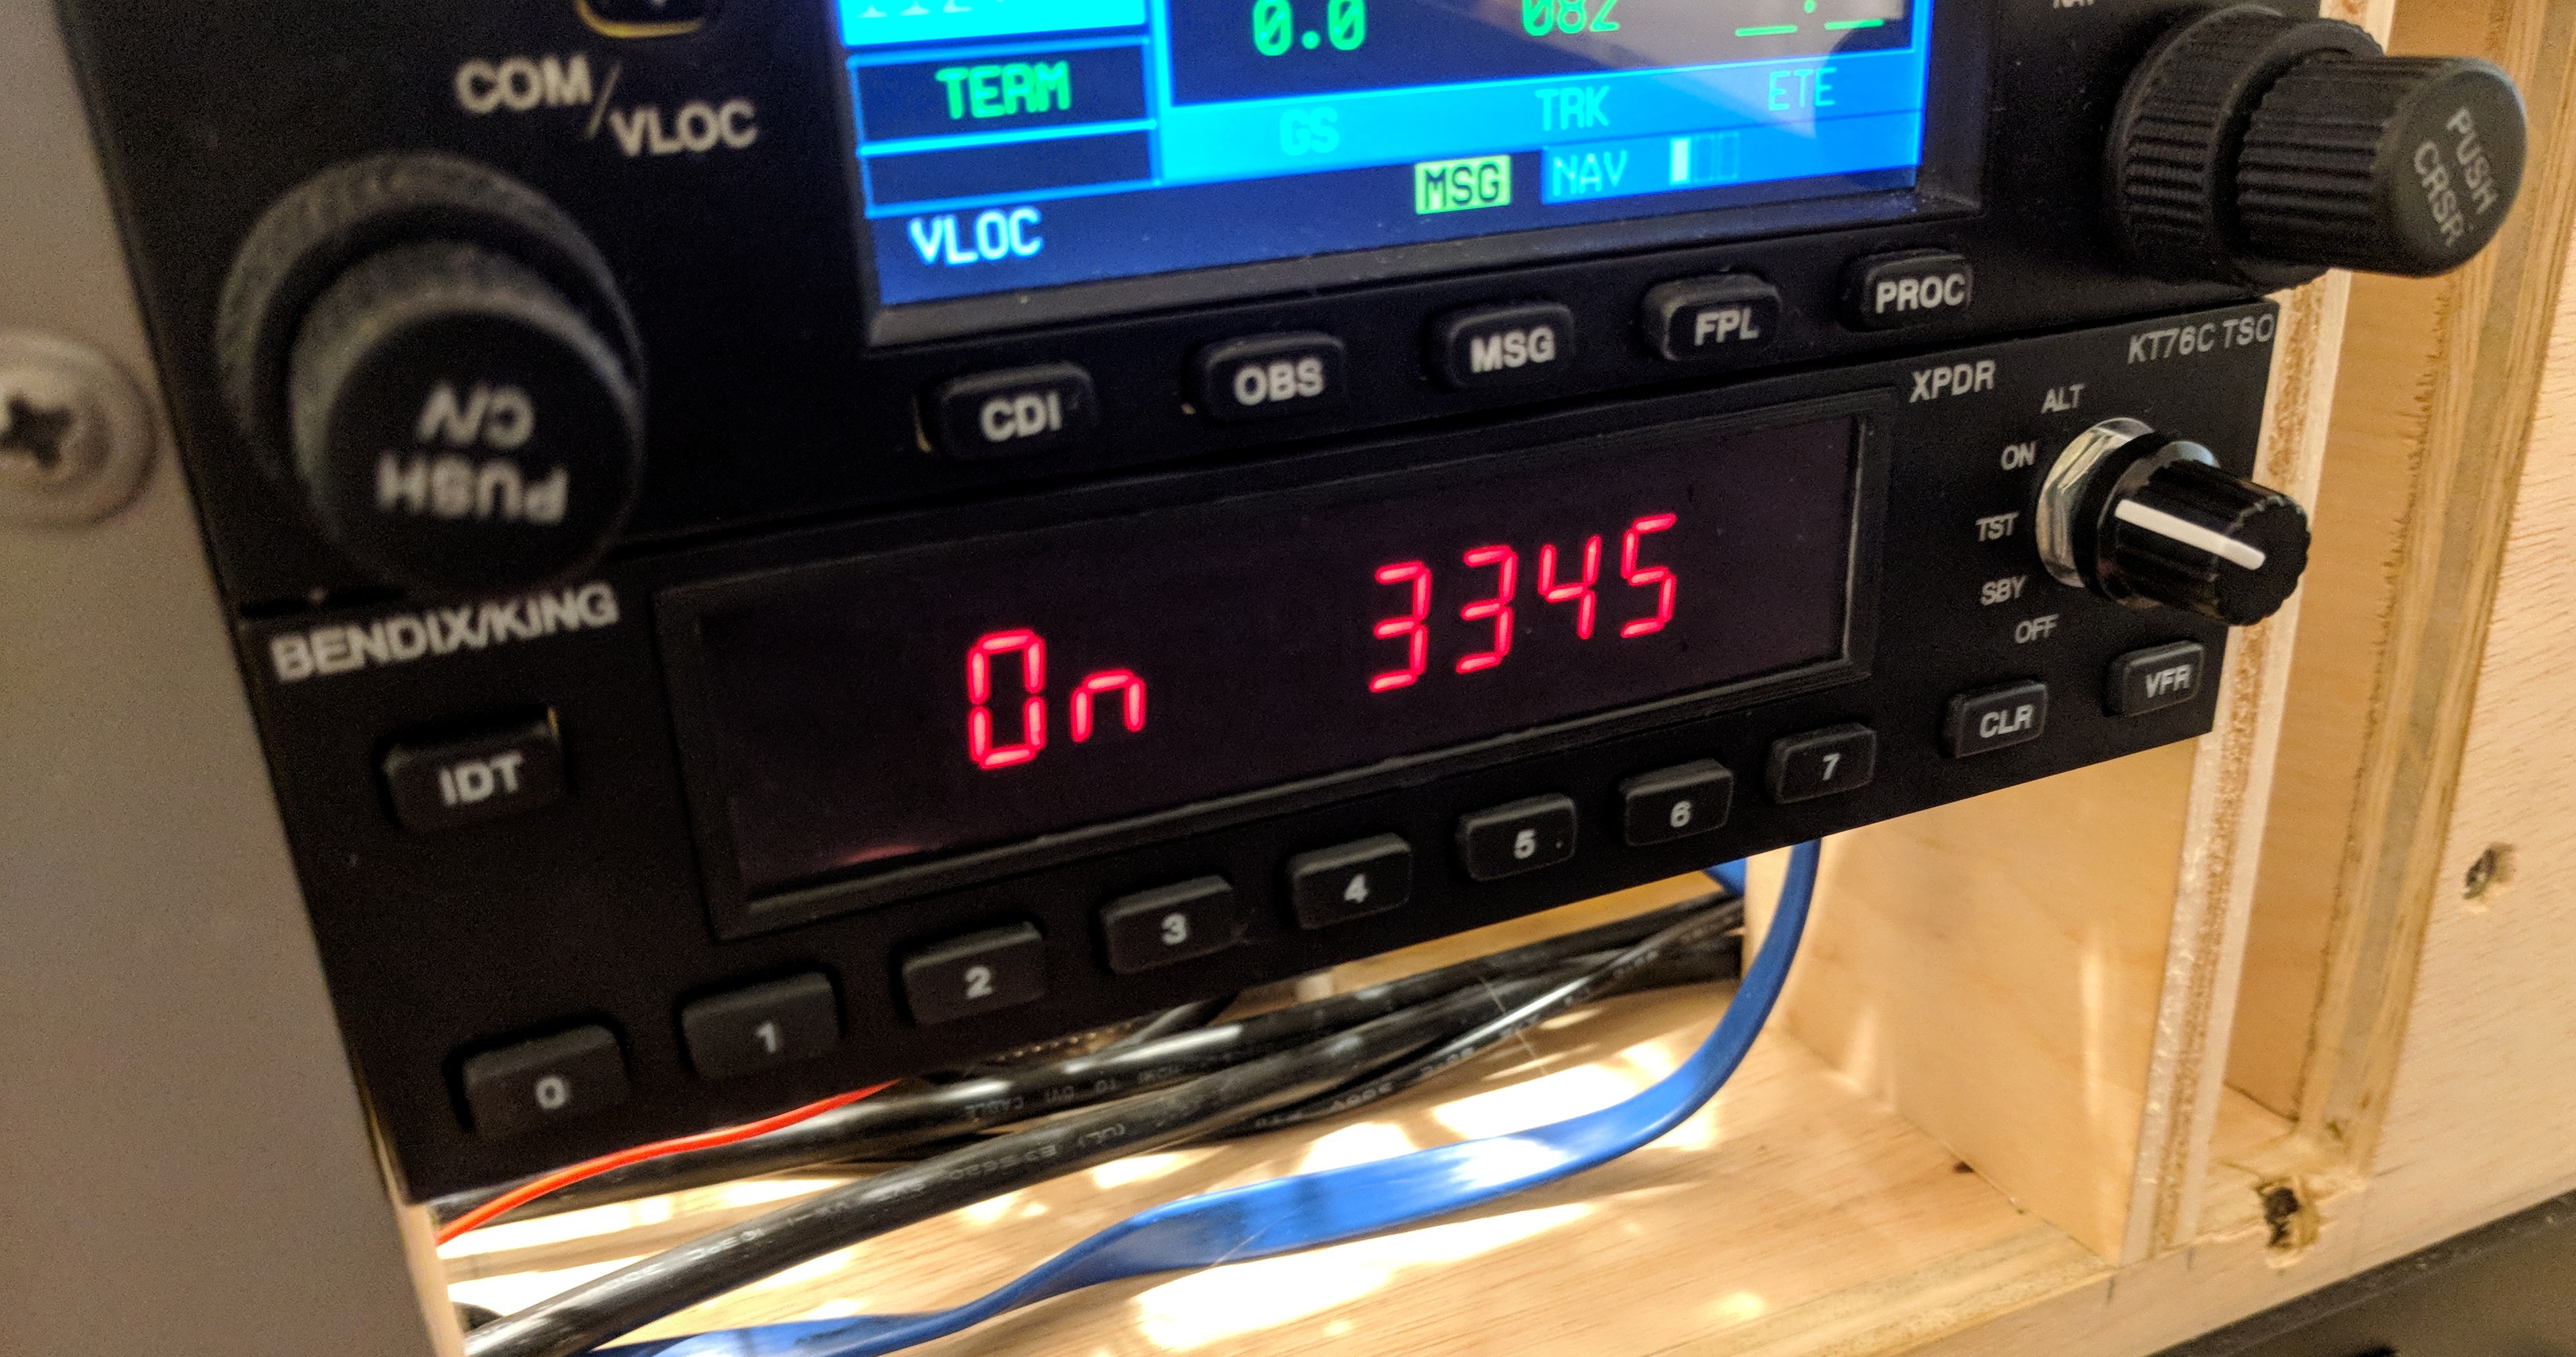 COM/VLOC
0.0 082 __._
TERM
GS TRK ETE
MSG NAV
VLOC
PUSH
CRSR
PUSH
C/V
CDI OBS MSG FPL PROC
KT76C TSO
XPDR
ALT
ON
TST
SBY
OFF
BENDIX/KING
On 3345
IDT
0 1 2 3 4 5 6 7 CLR VFR